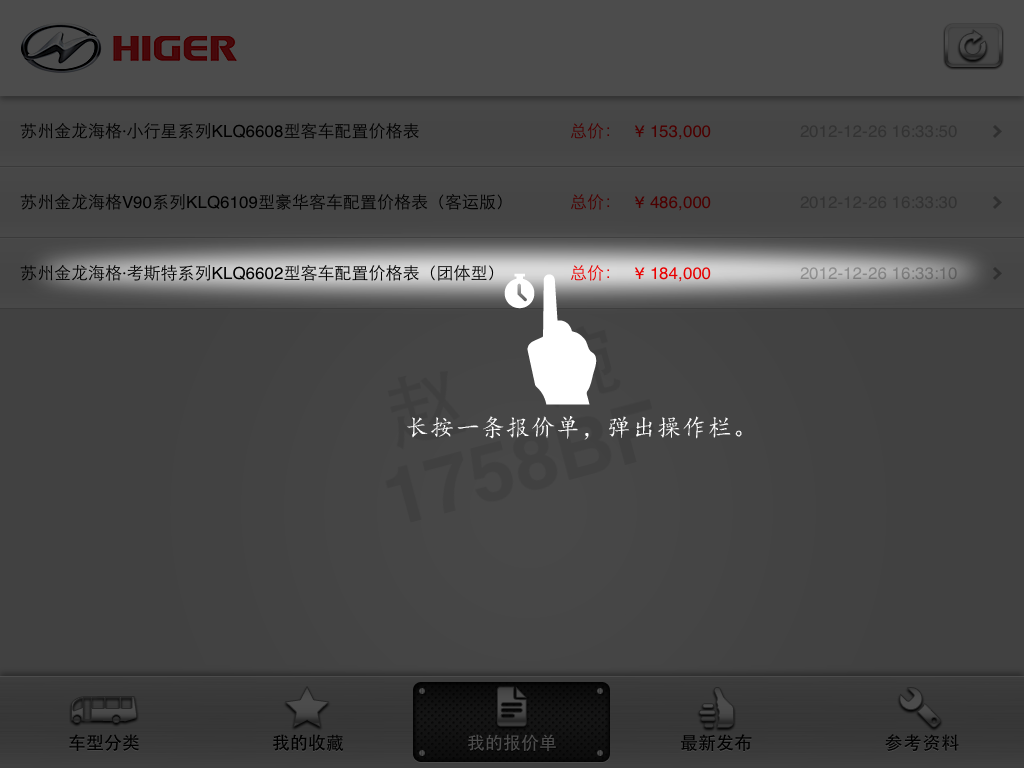 HIGER
苏州金龙海格·小行星系列KLQ6608型客车配置价格表 总价： ￥153,000 2012-12-26 16:33:50
苏州金龙海格V90系列KLQ6109型豪华客车配置价格表（客运版） 总价： ￥486,000 2012-12-26 16:33:30
苏州金龙海格·考斯特系列KLQ6602型客车配置价格表（团体型） 总价： ￥184,000 2012-12-26 16:33:10
长按一条报价单，弹出操作栏。
1758BF
车型分类 我的收藏 我的报价单 最新发布 参考资料